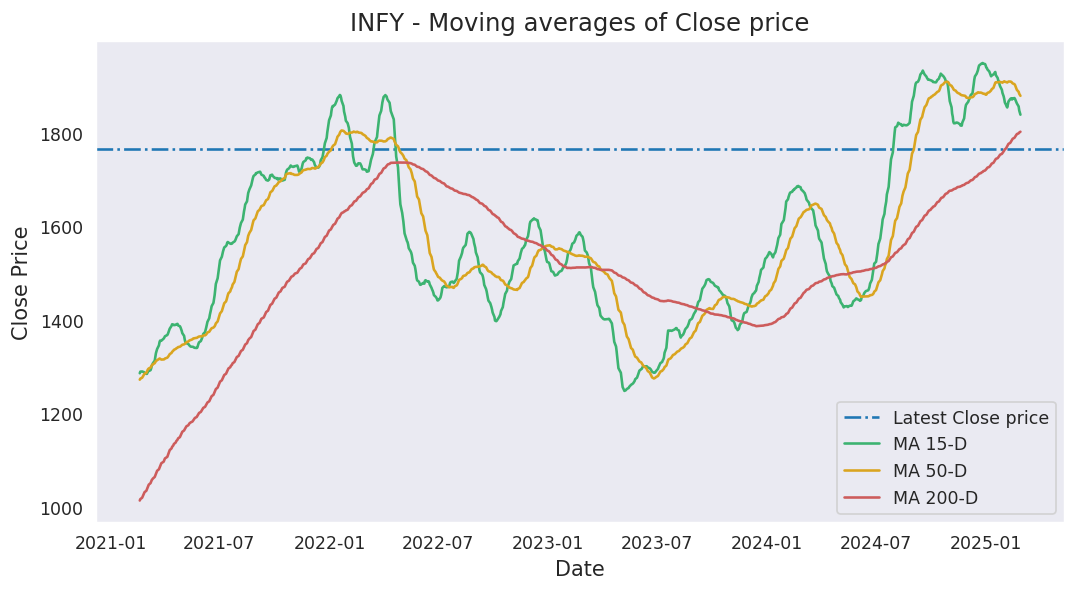 INFY - Moving averages of Close price
Close Price
1800
1600
1400
1200
1000
Latest Close price
MA 15-D
MA 50-D
MA 200-D
2021-01 2021-07 2022-01 2022-07 2023-01 2023-07 2024-01 2024-07 2025-01
Date